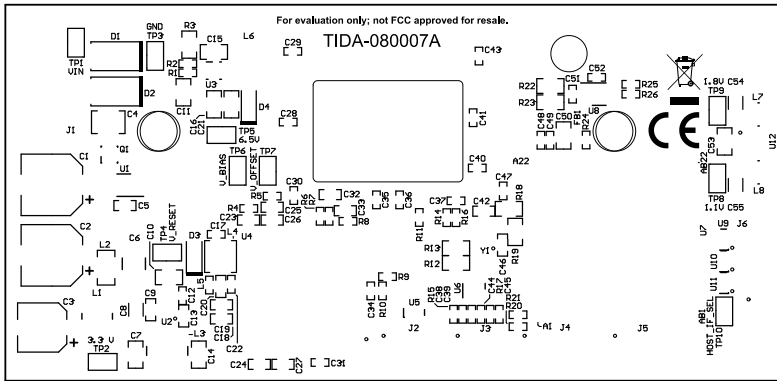 For evaluation only; not FCC approved for resale.
TIDA-080007A
TP1
VIN
D1
GND
TP3
R3
R2
R1
C15
L6
C29
C43
D2
C11
U3
C16
C21
D4
TP5
6.5V
C28
C41
C40
J1
C4
Q1
U1
C1
C5
TP6
V_BIAS
TP7
V_OFFSET
R5
R4
C23
C25
C26
C30
R6
R7
C32
C33
R8
C35
C36
R11
C37
R14
R16
C42
C47
R18
R19
C46
Y1
R13
R12
A22
R22
R23
C51
C52
R25
R26
U8
C48
C49
C50
FB1
R24
1.8V
C54
TP9
L7
C53
AB22
U12
TP8
L8
1.1V
C55
CE
C2
C10
TP4
V_RESET
D3
C17
L4
U4
C6
L2
L1
C8
C9
C12
U2
C13
L5
C20
C19
C18
C22
C3
3.3 V
TP2
C7
L3
C14
C24
C27
C31
R9
C34
R10
U5
J2
R15
C38
C39
U6
C44
R17
C45
R21
R20
J3
A1
J4
J5
U7
U9
J6
U10
U11
AB1
HOST_IF_SEL
TP10